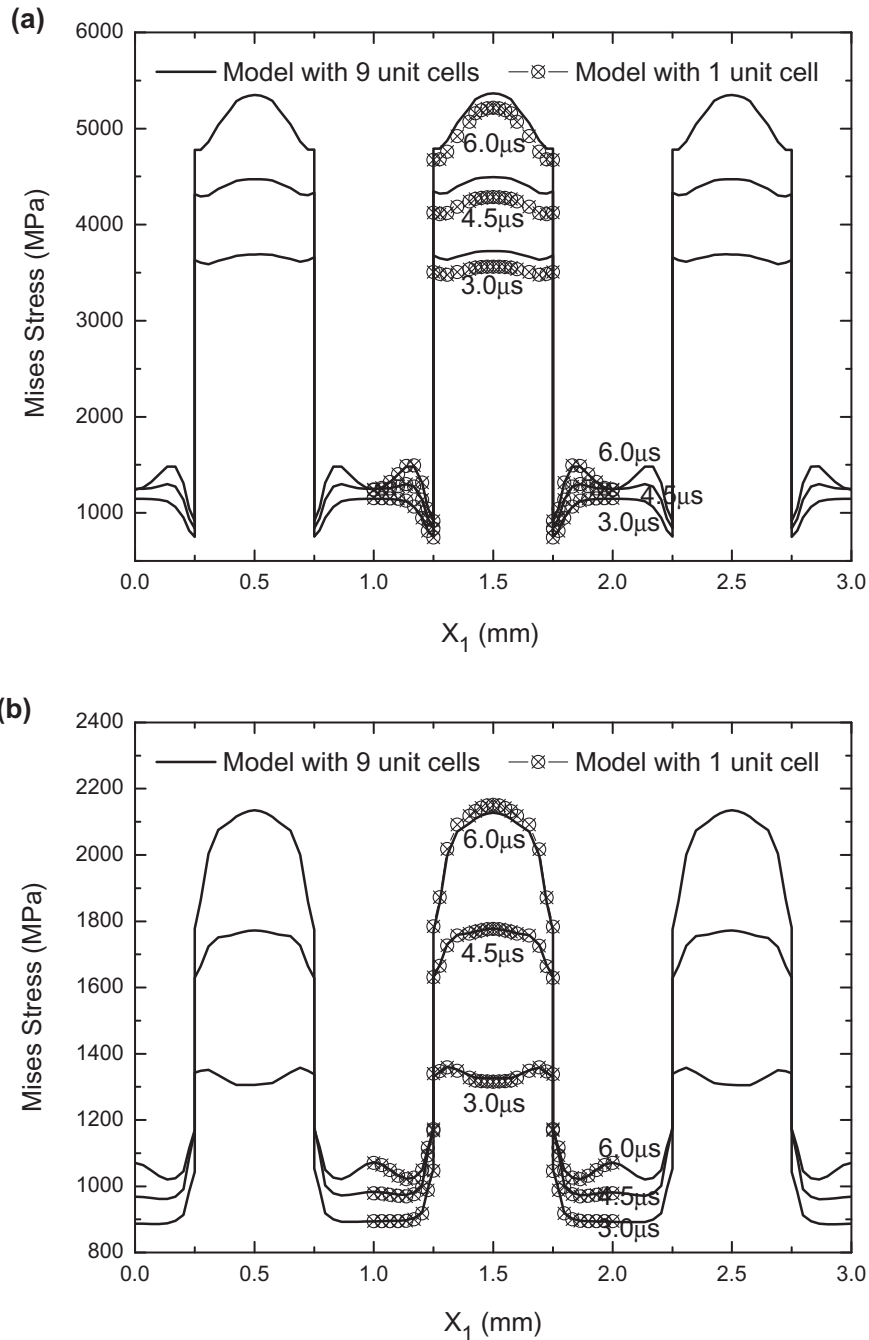 (a)
6000
5000
4000
3000
2000
1000
Mises Stress (MPa)
Model with 9 unit cells
Model with 1 unit cell
6.0μs
4.5μs
3.0μs
6.0μs
4.5μs
3.0μs
0.0
0.5
1.0
1.5
2.0
2.5
3.0
X1 (mm)
(b)
2400
2200
2000
1800
1600
1400
1200
1000
800
Mises Stress (MPa)
Model with 9 unit cells
Model with 1 unit cell
6.0μs
4.5μs
3.0μs
6.0μs
4.5μs
3.0μs
0.0
0.5
1.0
1.5
2.0
2.5
3.0
X1 (mm)